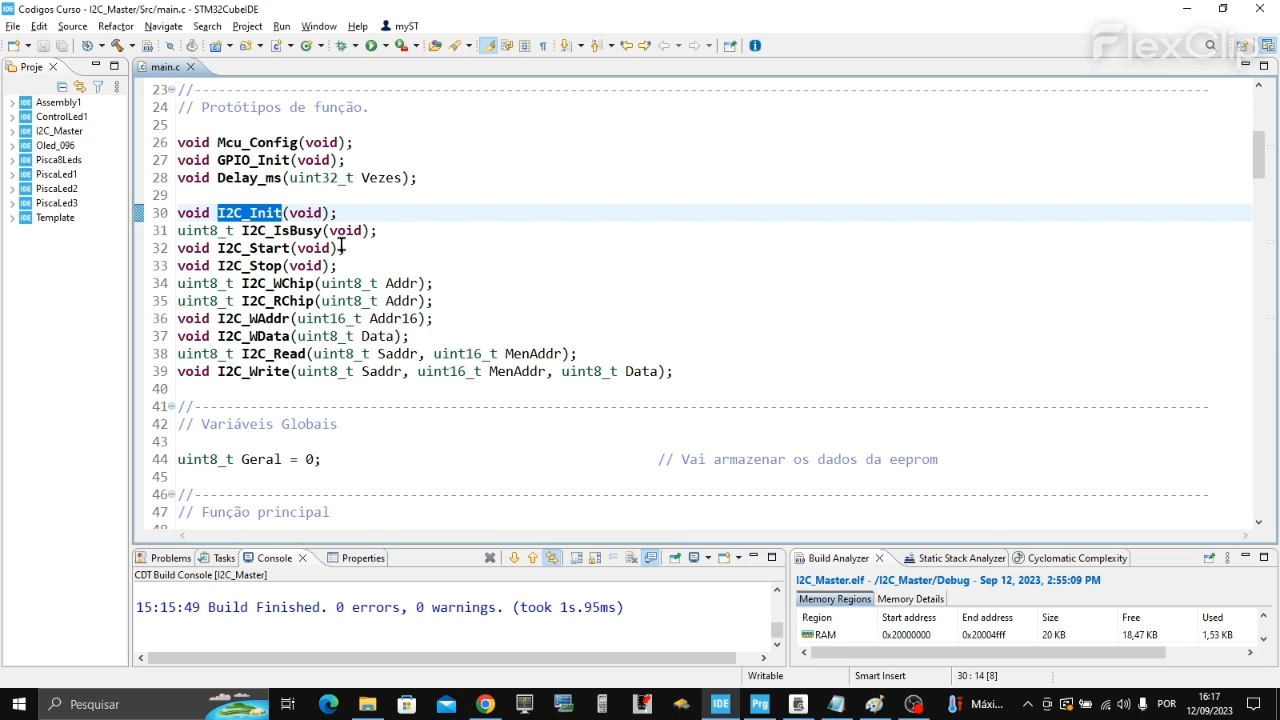 IDE Codigos Curso - I2C_Master/Src/main.c - STM32CubeIDE
File Edit Source Refactor Navigate Search Project Run Window Help myST
FlexClip
Proje
main.c
Assembly1
ControlLed1
I2C_Master
Oled_096
Pisca8Leds
PiscaLed1
PiscaLed2
PiscaLed3
Template
23 //------------------------------------------------------------------------------------------------------------------------------
24 // Protótipos de função.
25
26 void Mcu_Config(void);
27 void GPIO_Init(void);
28 void Delay_ms(uint32_t Vezes);
29
30 void I2C_Init(void);
31 uint8_t I2C_IsBusy(void);
32 void I2C_Start(void)
33 void I2C_Stop(void);
34 uint8_t I2C_WChip(uint8_t Addr);
35 uint8_t I2C_RChip(uint8_t Addr);
36 void I2C_WAddr(uint16_t Addr16);
37 void I2C_WData(uint8_t Data);
38 uint8_t I2C_Read(uint8_t Saddr, uint16_t MenAddr);
39 void I2C_Write(uint8_t Saddr, uint16_t MenAddr, uint8_t Data);
40
41 //------------------------------------------------------------------------------------------------------------------------------
42 // Variáveis Globais
43
44 uint8_t Geral = 0; // Vai armazenar os dados da eeprom
45
46 //------------------------------------------------------------------------------------------------------------------------------
47 // Função principal
48
Problems Tasks Console Properties
CDT Build Console [I2C_Master]
15:15:49 Build Finished. 0 errors, 0 warnings. (took 1s.95ms)
Build Analyzer Static Stack Analyzer Cyclomatic Complexity
I2C_Master.elf - /I2C_Master/Debug - Sep 12, 2023, 2:55:09 PM
Memory Regions Memory Details
Region Start address End address Size Free Used
RAM 0x20000000 0x20004fff 20 KB 18,47 KB 1,53 KB
Writable Smart Insert 30 : 14 [8]
Pesquisar IDE Prg Máxi... POR 16:17
12/09/2023